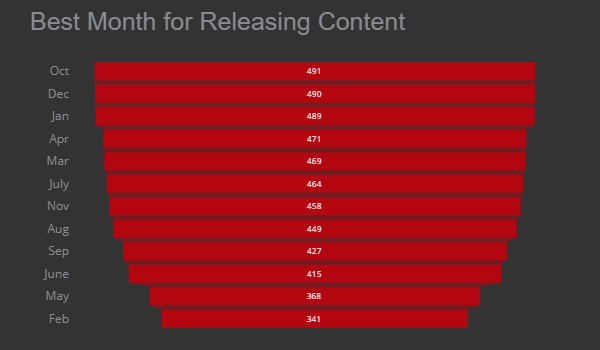 Best Month for Releasing Content
Oct 491
Dec 490
Jan 489
Apr 471
Mar 469
July 464
Nov 458
Aug 449
Sep 427
June 415
May 368
Feb 341